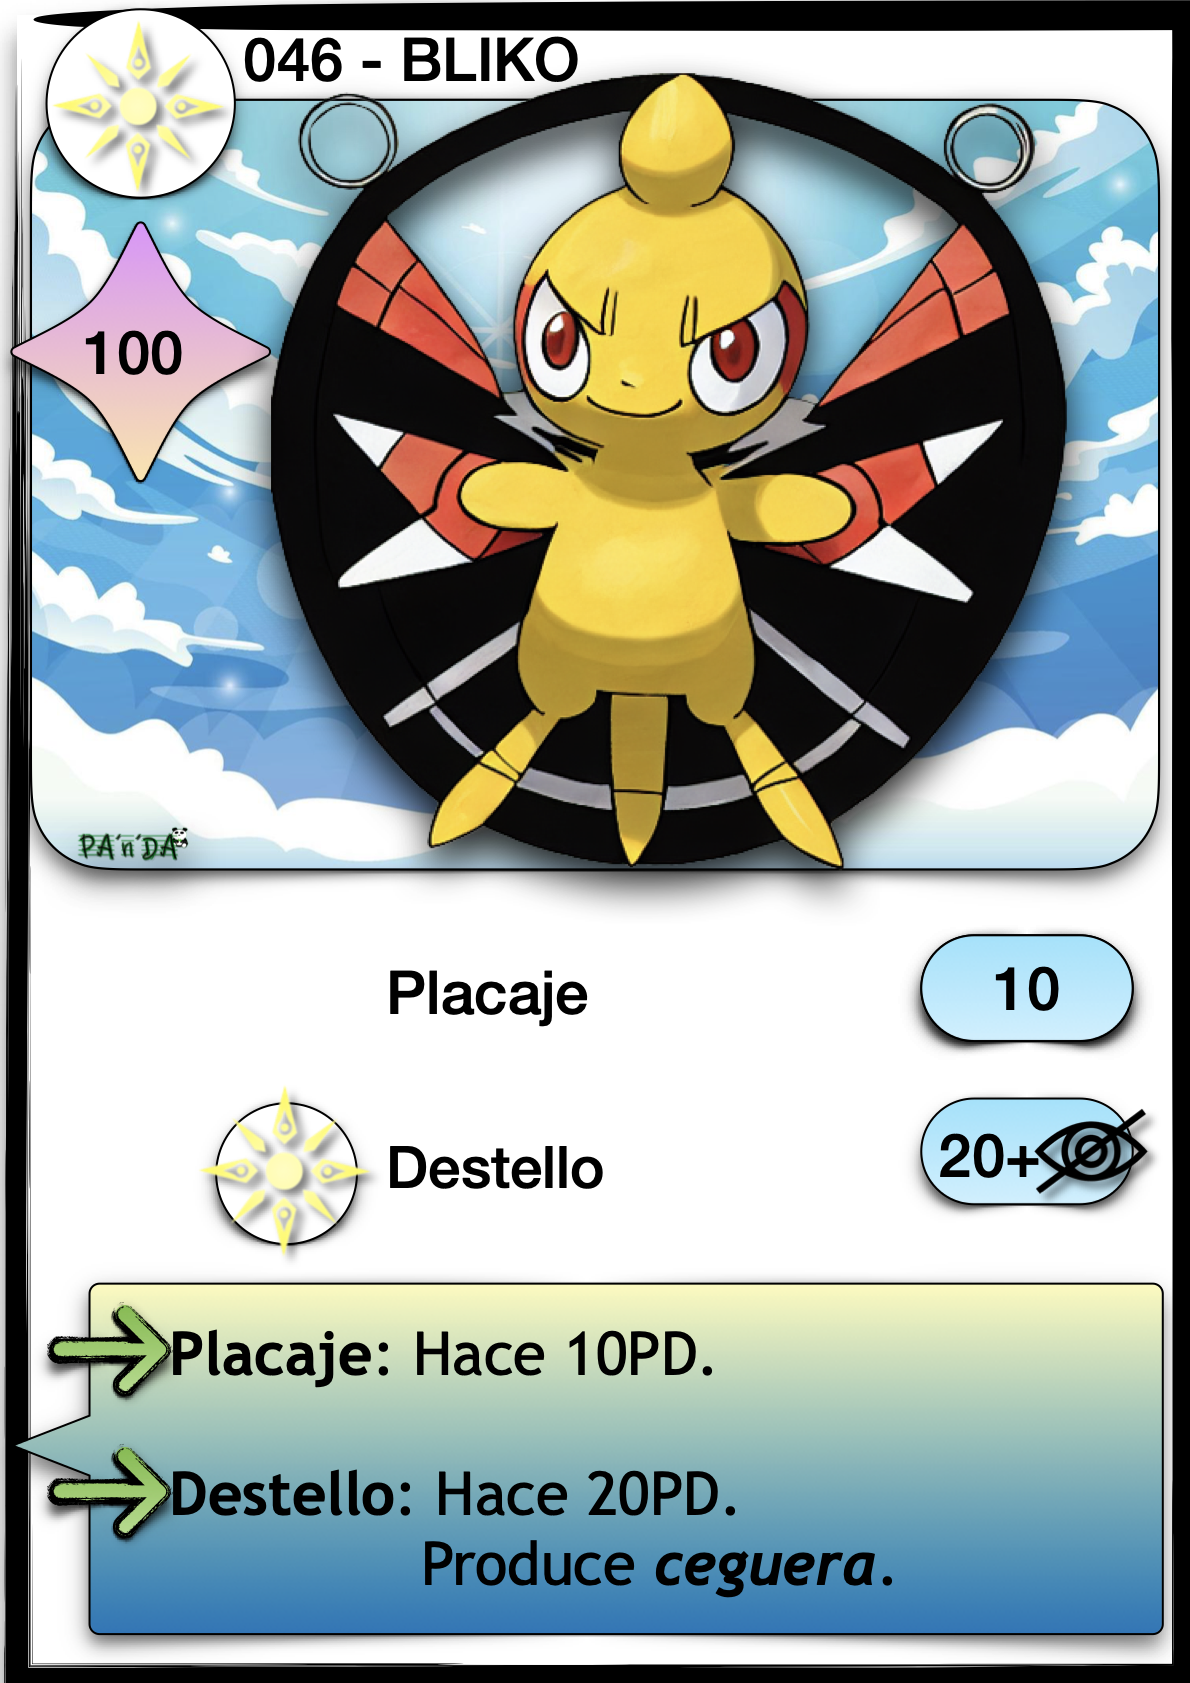 046 - BLIKO
100
PA'n'DA
Placaje
10
Destello
20+
Placaje: Hace 10PD.
Destello: Hace 20PD.
Produce ceguera.